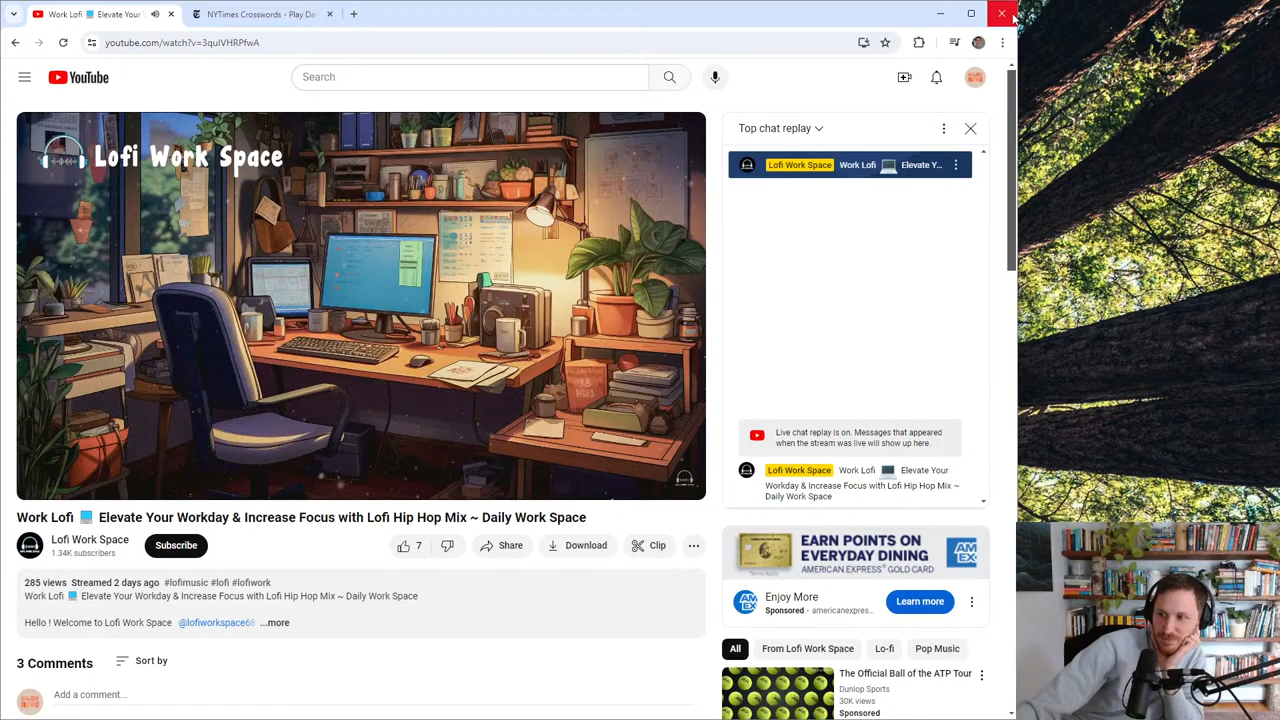 Work Lofi 💻 Elevate Your
NYTimes Crosswords - Play Da
youtube.com/watch?v=3quIVHRPfwA
YouTube
Search
Lofi Work Space
Top chat replay
Lofi Work Space Work Lofi 💻 Elevate Y...
Live chat replay is on. Messages that appeared
when the stream was live will show up here.
Lofi Work Space Work Lofi 💻 Elevate Your
Workday & Increase Focus with Lofi Hip Hop Mix ~
Daily Work Space
Work Lofi 💻 Elevate Your Workday & Increase Focus with Lofi Hip Hop Mix ~ Daily Work Space
Lofi Work Space
1.34K subscribers
Subscribe
7
Share
Download
Clip
285 views Streamed 2 days ago #lofimusic #lofi #lofiwork
Work Lofi 💻 Elevate Your Workday & Increase Focus with Lofi Hip Hop Mix ~ Daily Work Space
Hello ! Welcome to Lofi Work Space @lofiworkspace68 ...more
3 Comments
Sort by
Add a comment...
EARN POINTS ON
EVERYDAY DINING
AMERICAN EXPRESS® GOLD CARD
Terms Apply
AM
EX
Enjoy More
Sponsored · americanexpres...
Learn more
All
From Lofi Work Space
Lo-fi
Pop Music
The Official Ball of the ATP Tour
Dunlop Sports
30K views
Sponsored